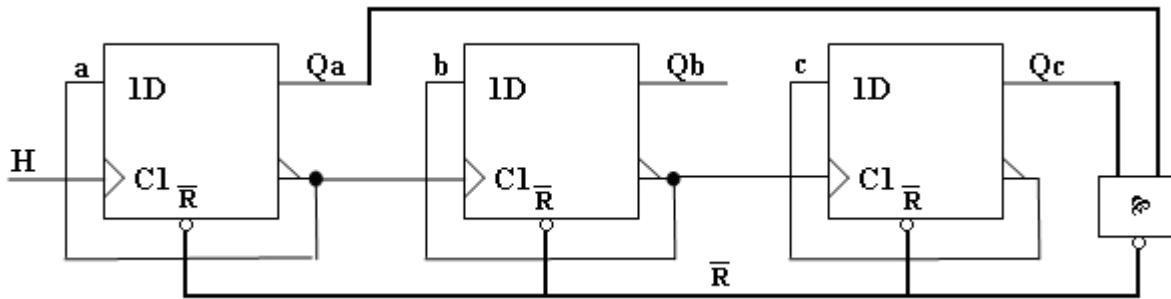 a Qa b Qb c Qc
1D 1D 1D
H C1 C1 C1
R̅ R̅ R̅ &
R̅